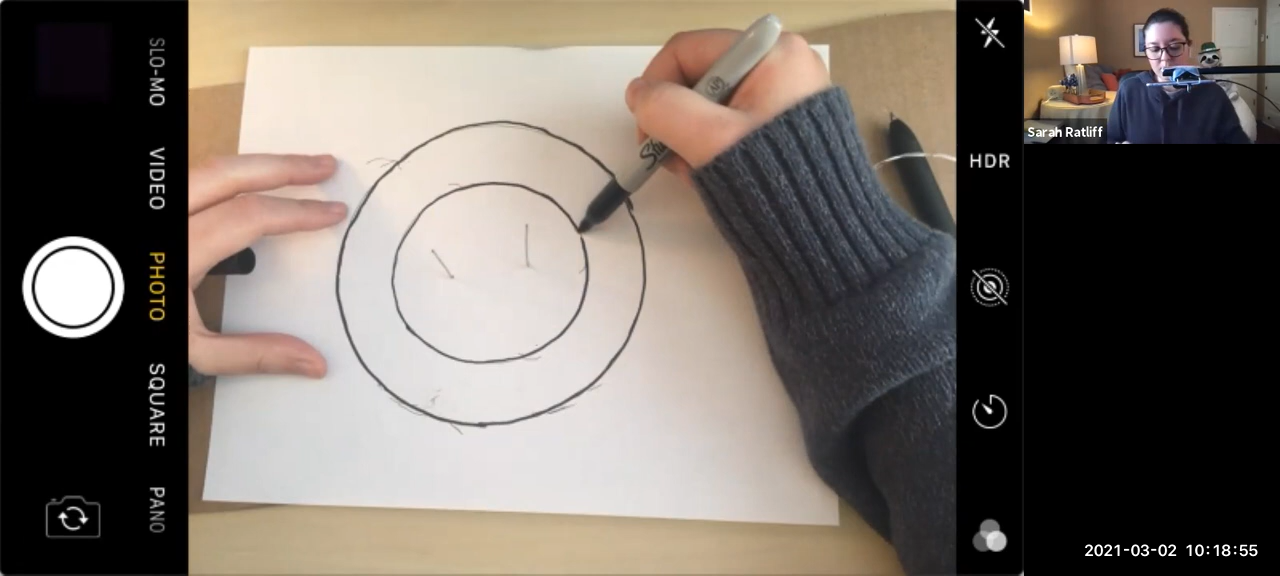 SLO-MO
VIDEO
PHOTO
SQUARE
PANO
HDR
Sarah Ratliff
2021-03-02 10:18:55